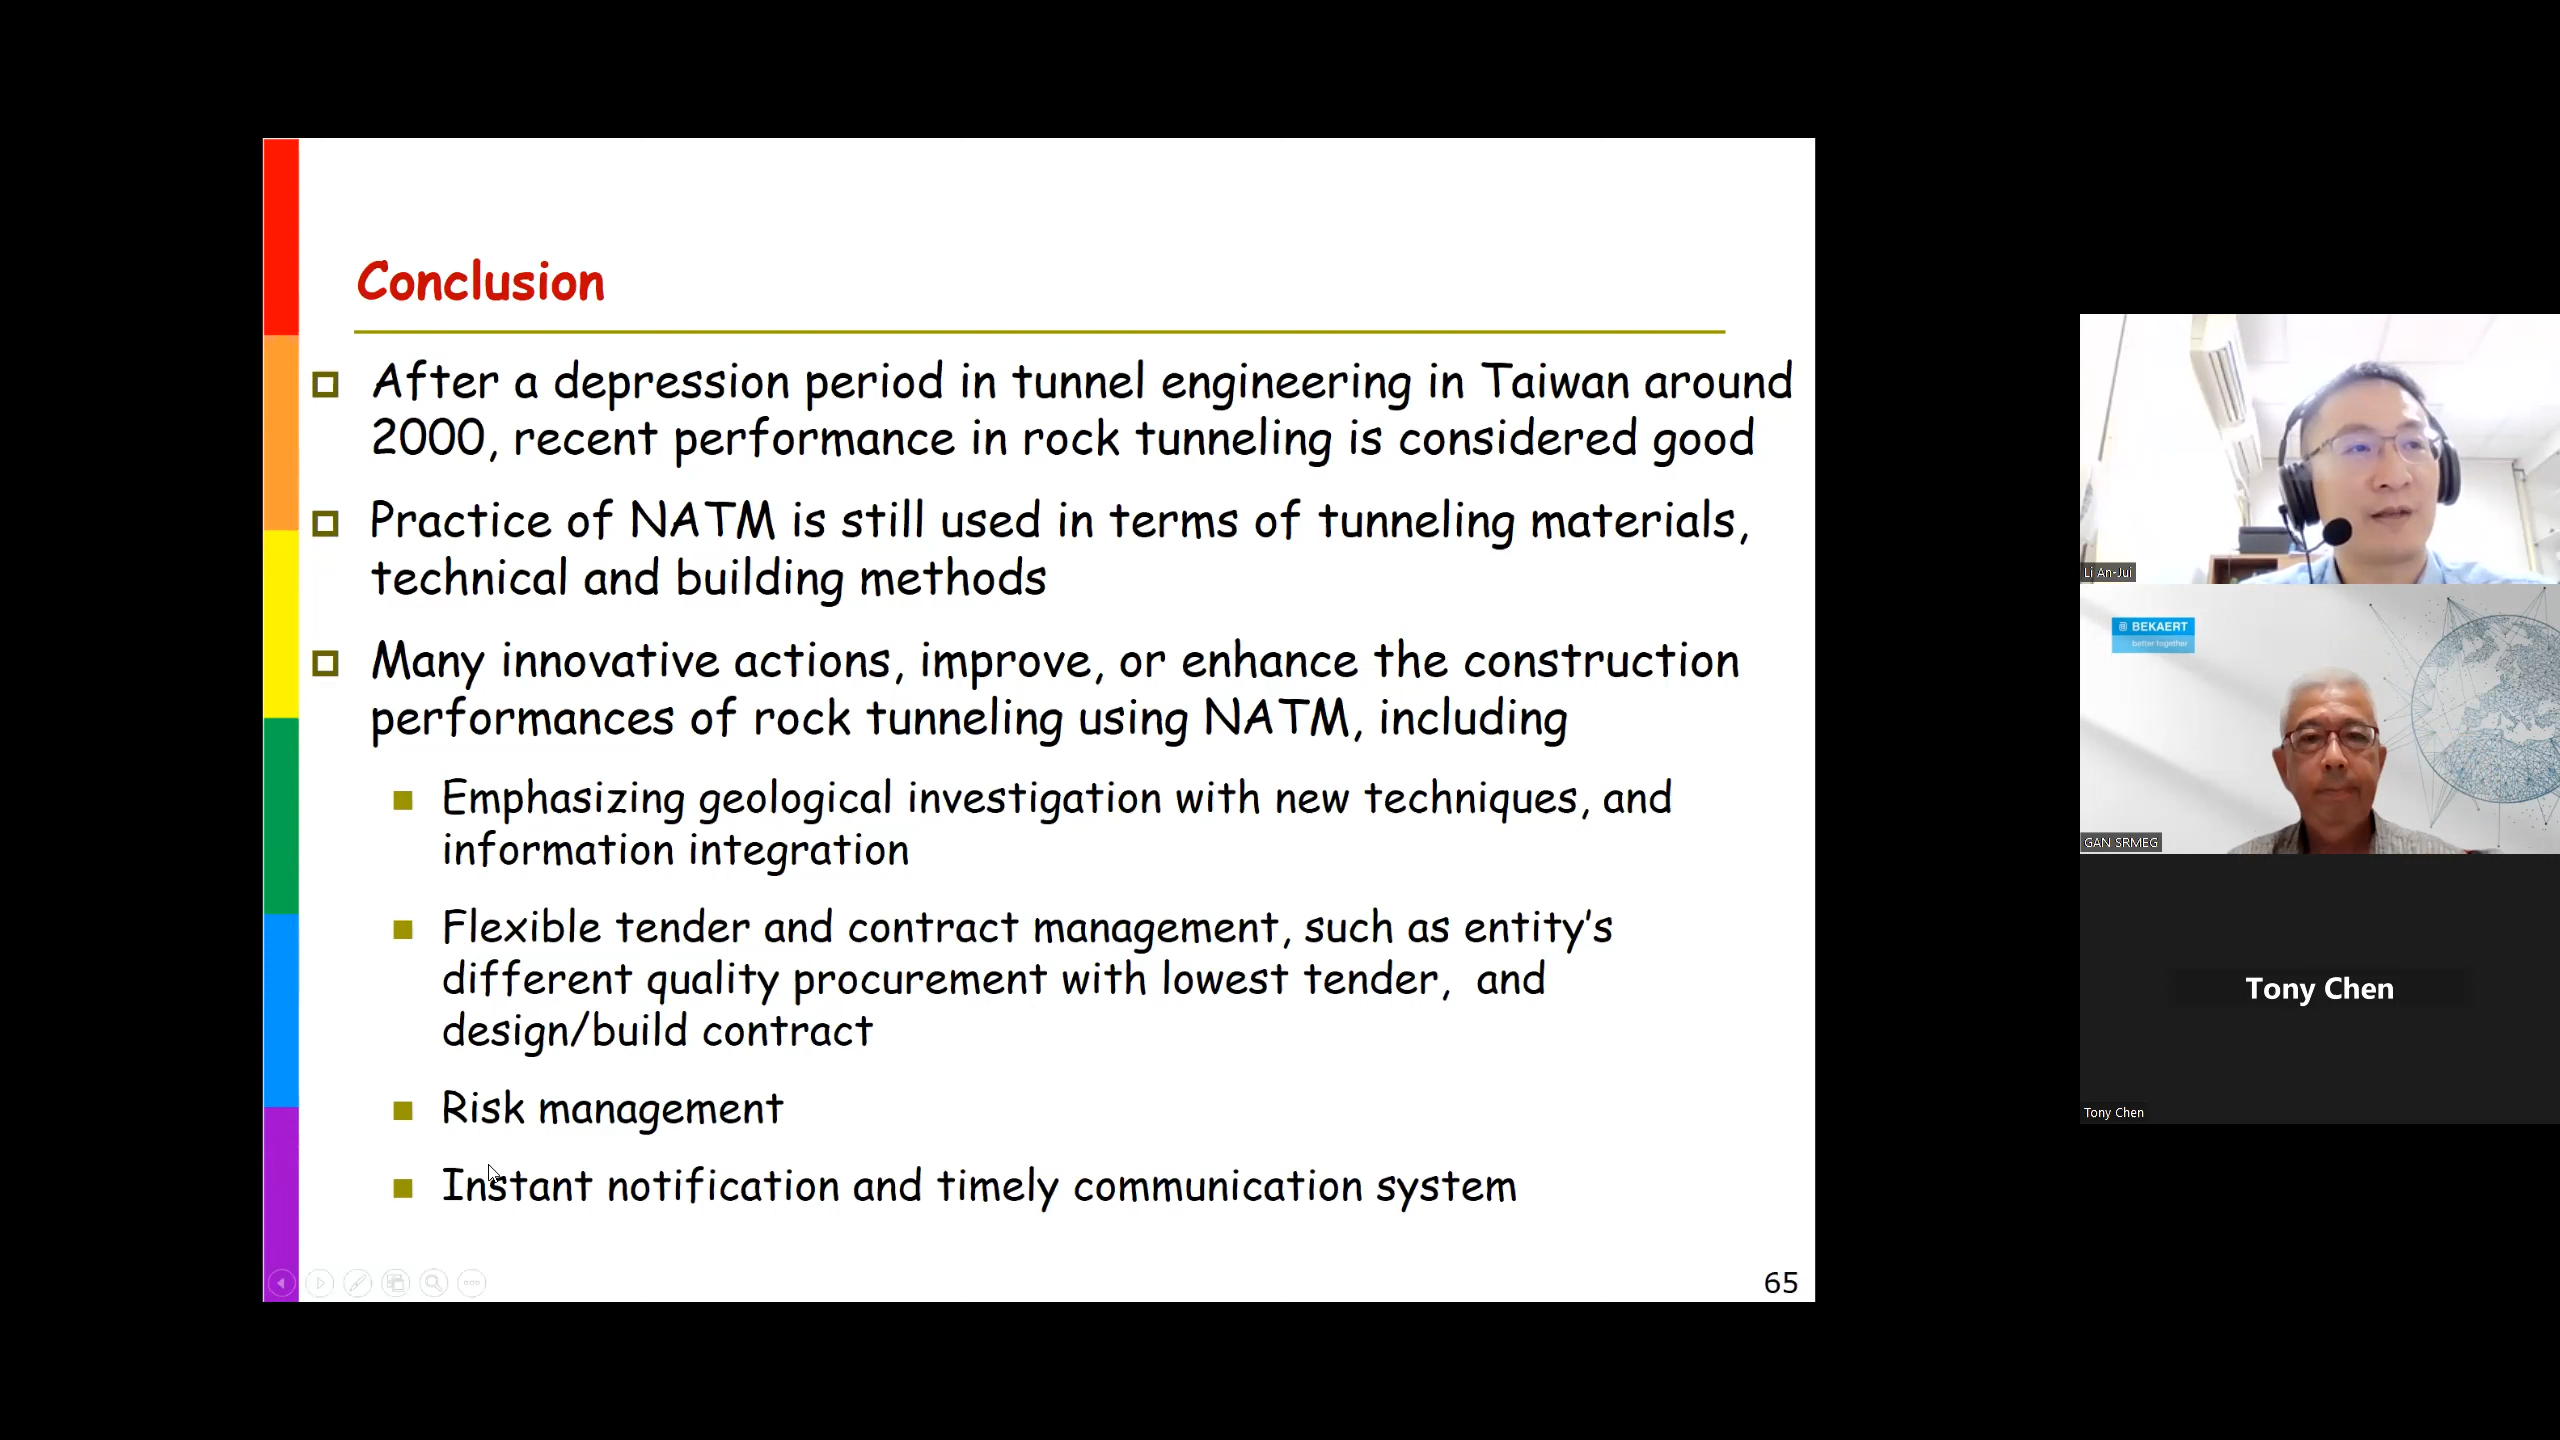 Conclusion
After a depression period in tunnel engineering in Taiwan around
2000, recent performance in rock tunneling is considered good
Practice of NATM is still used in terms of tunneling materials,
technical and building methods
Many innovative actions, improve, or enhance the construction
performances of rock tunneling using NATM, including
Emphasizing geological investigation with new techniques, and
information integration
Flexible tender and contract management, such as entity’s
different quality procurement with lowest tender, and
design/build contract
Risk management
Instant notification and timely communication system
65
Li An-Jui
BEKAERT
better together
GAN SRMEG
Tony Chen
Tony Chen